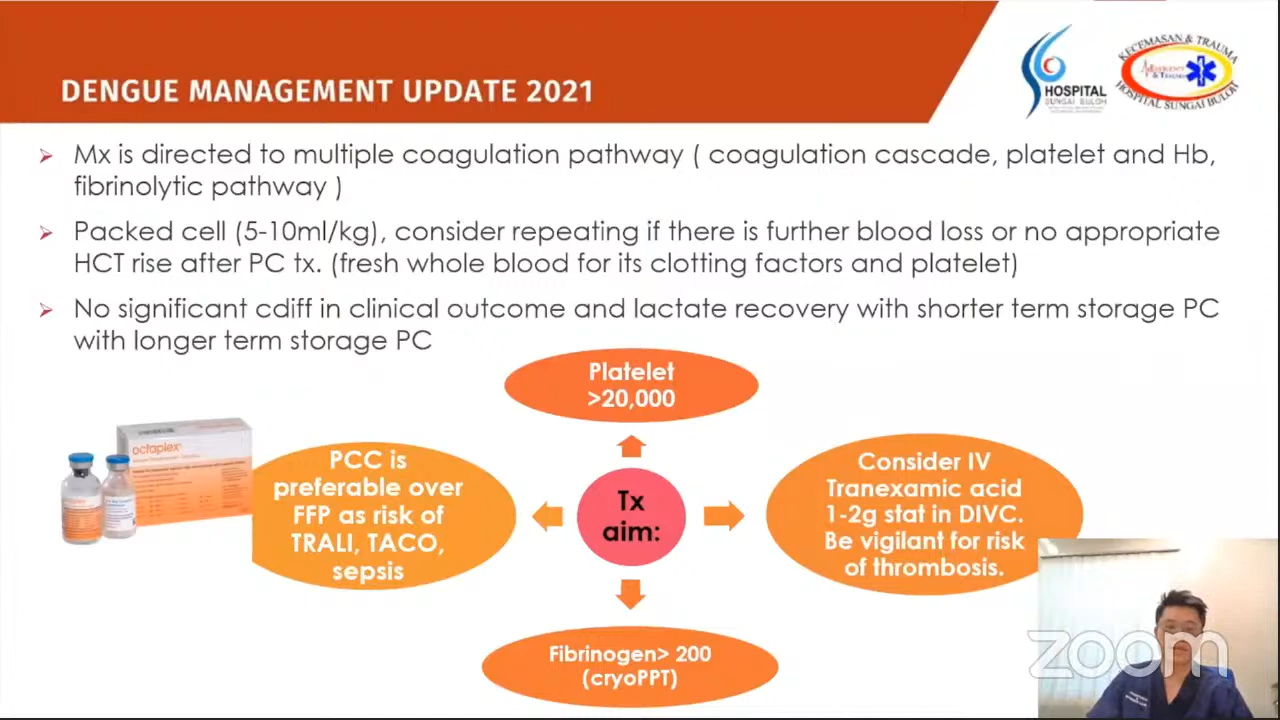 DENGUE MANAGEMENT UPDATE 2021
HOSPITAL
SUNGAI BULOH
KECEMASAN & TRAUMA
EMERGENCY
& TRAUMA
HOSPITAL SUNGAI BULOH
Mx is directed to multiple coagulation pathway ( coagulation cascade, platelet and Hb,
fibrinolytic pathway )
Packed cell (5-10ml/kg), consider repeating if there is further blood loss or no appropriate
HCT rise after PC tx. (fresh whole blood for its clotting factors and platelet)
No significant cdiff in clinical outcome and lactate recovery with shorter term storage PC
with longer term storage PC
Platelet
>20,000
octaplex
PCC is
preferable over
FFP as risk of
TRALI, TACO,
sepsis
Tx
aim:
Consider IV
Tranexamic acid
1-2g stat in DIVC.
Be vigilant for risk
of thrombosis.
Fibrinogen> 200
(cryoPPT)
zoom